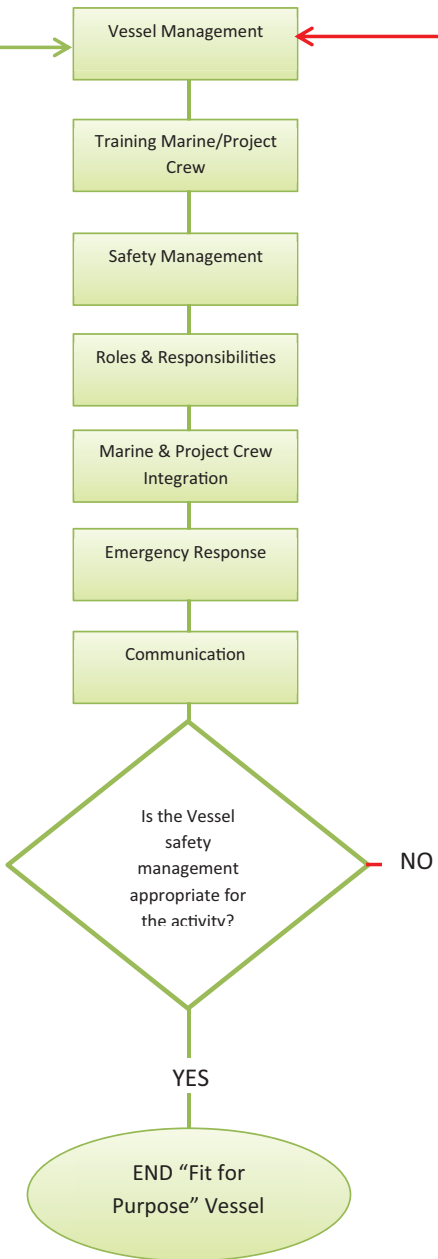 Vessel Management
Training Marine/Project
Crew
Safety Management
Roles & Responsibilities
Marine & Project Crew
Integration
Emergency Response
Communication
Is the Vessel
safety
management
appropriate for
the activity?
NO
YES
END “Fit for
Purpose” Vessel